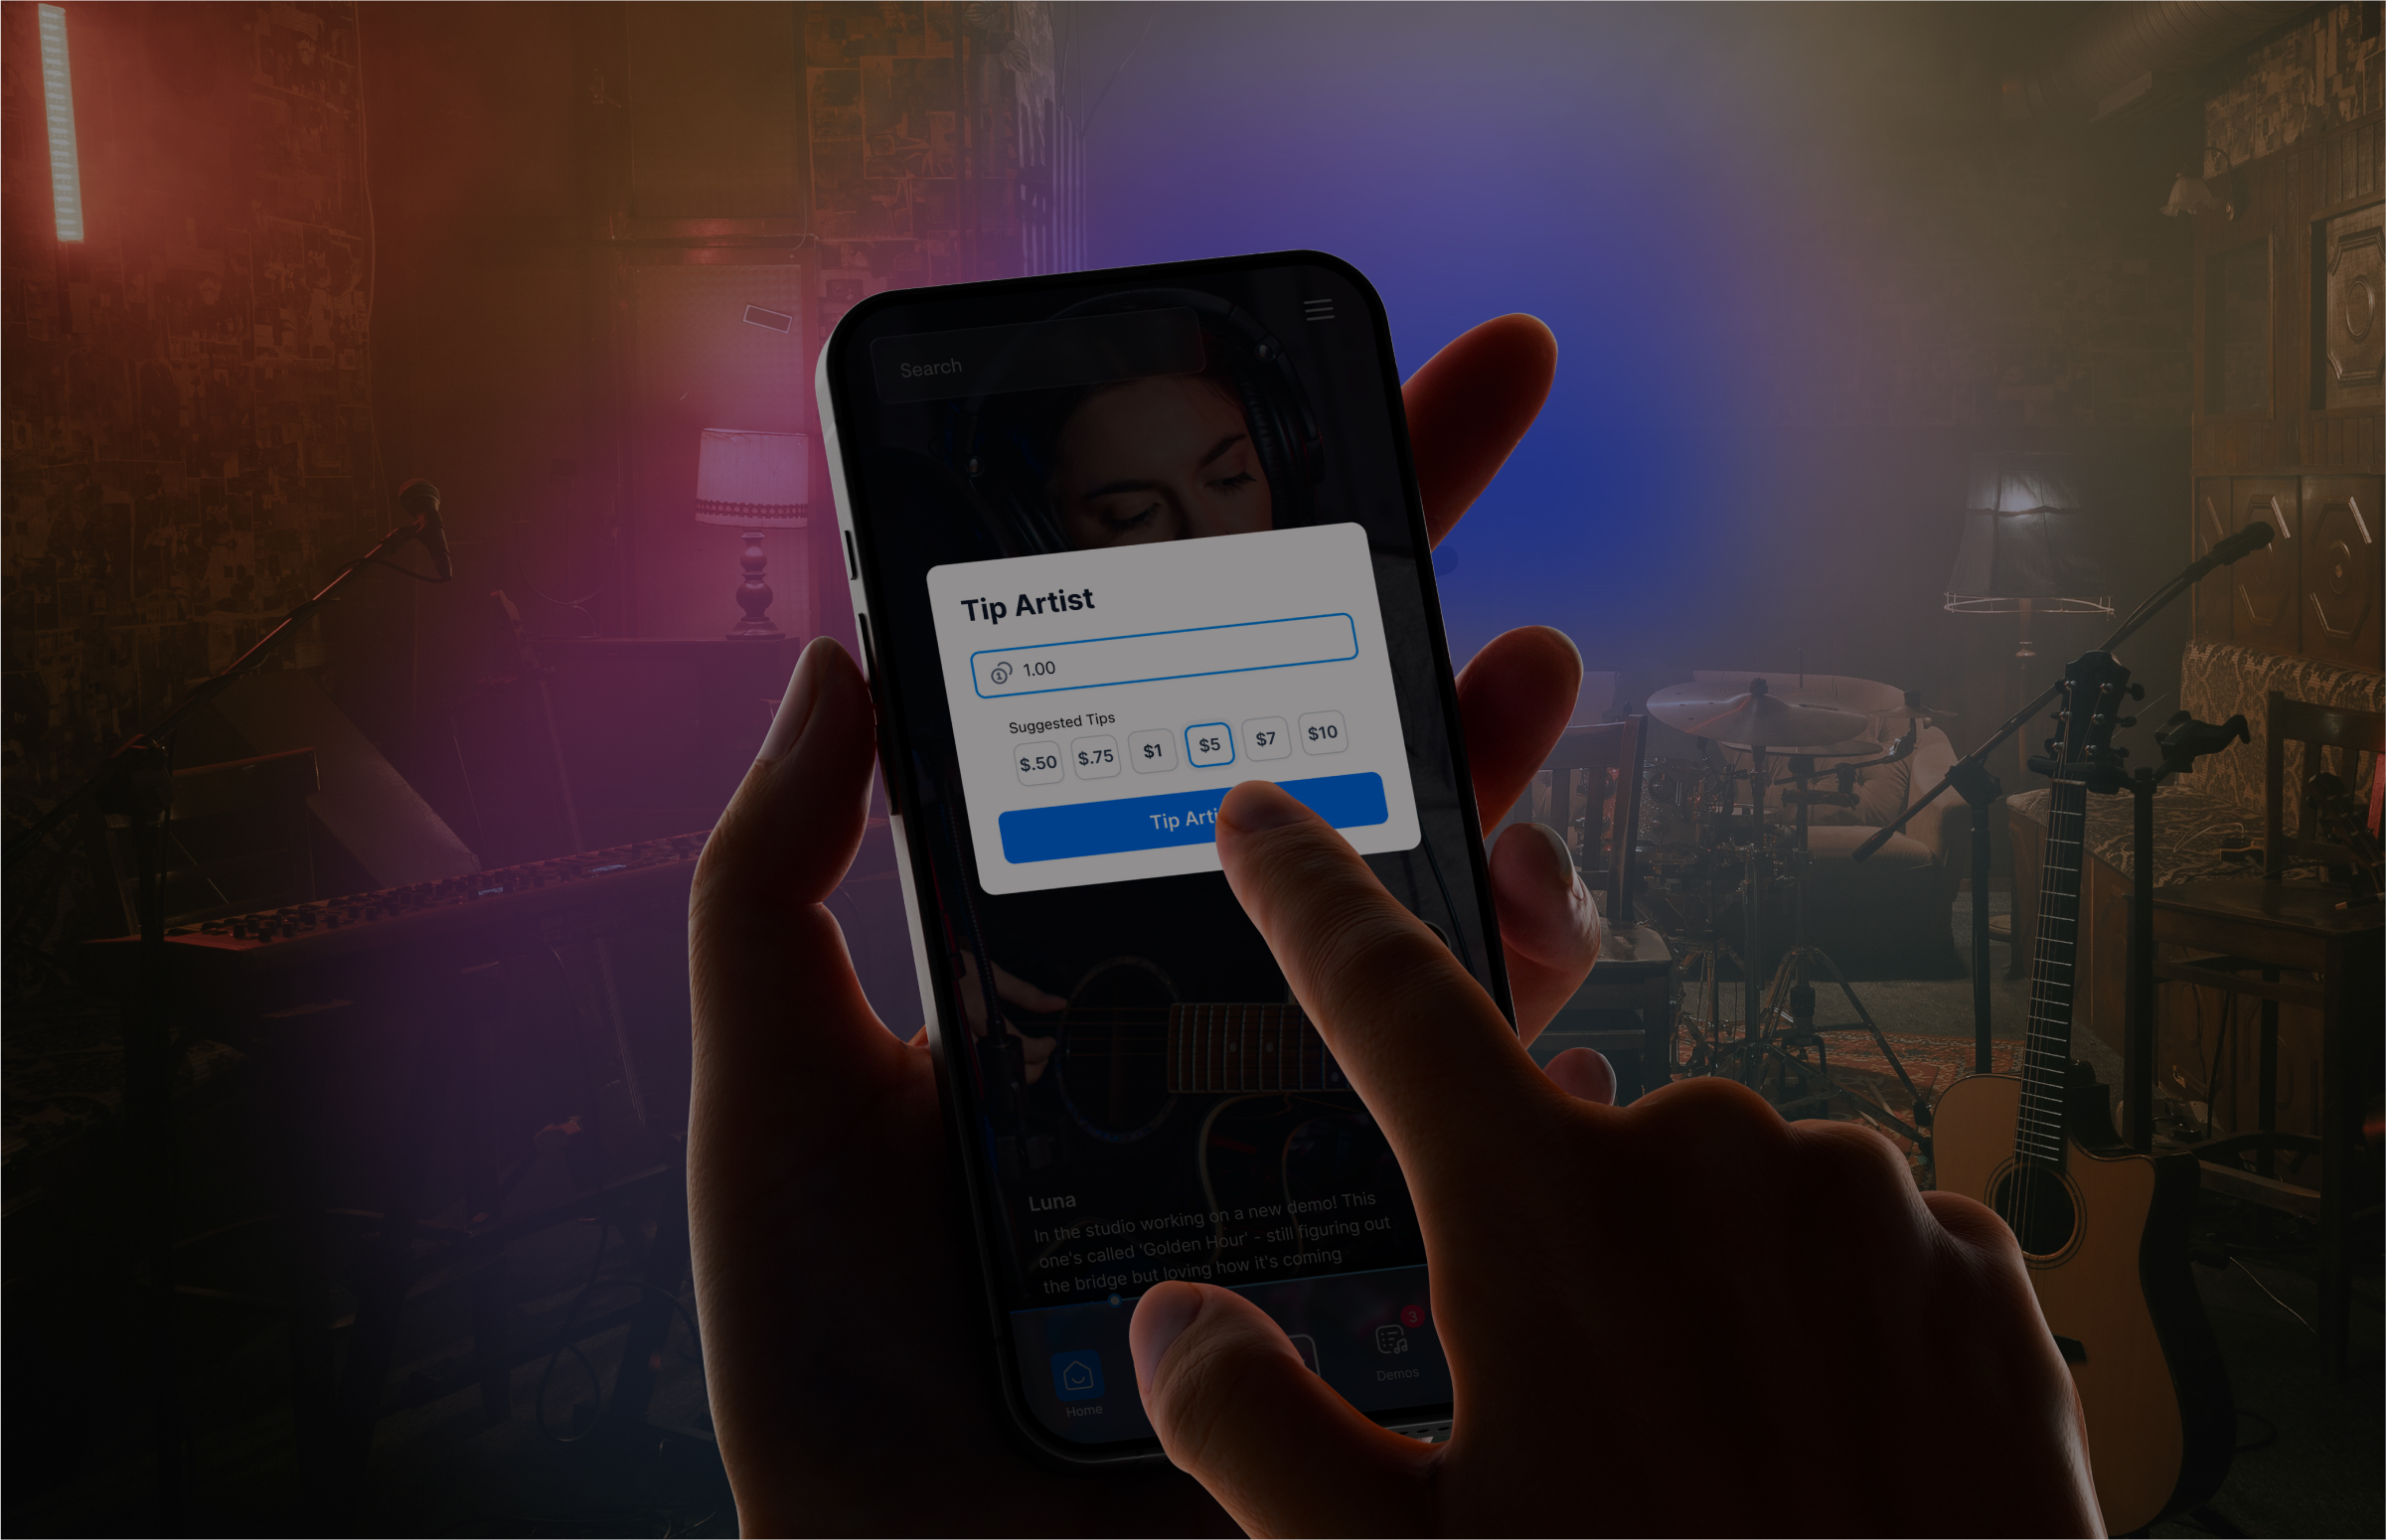 Search
Tip Artist
1.00
Suggested Tips
$.50 $.75 $1 $5 $7 $10
Tip Arti
Luna
In the studio working on a new demo! This
one's called 'Golden Hour' - still figuring out
the bridge but loving how it's coming
3
Home
Demos